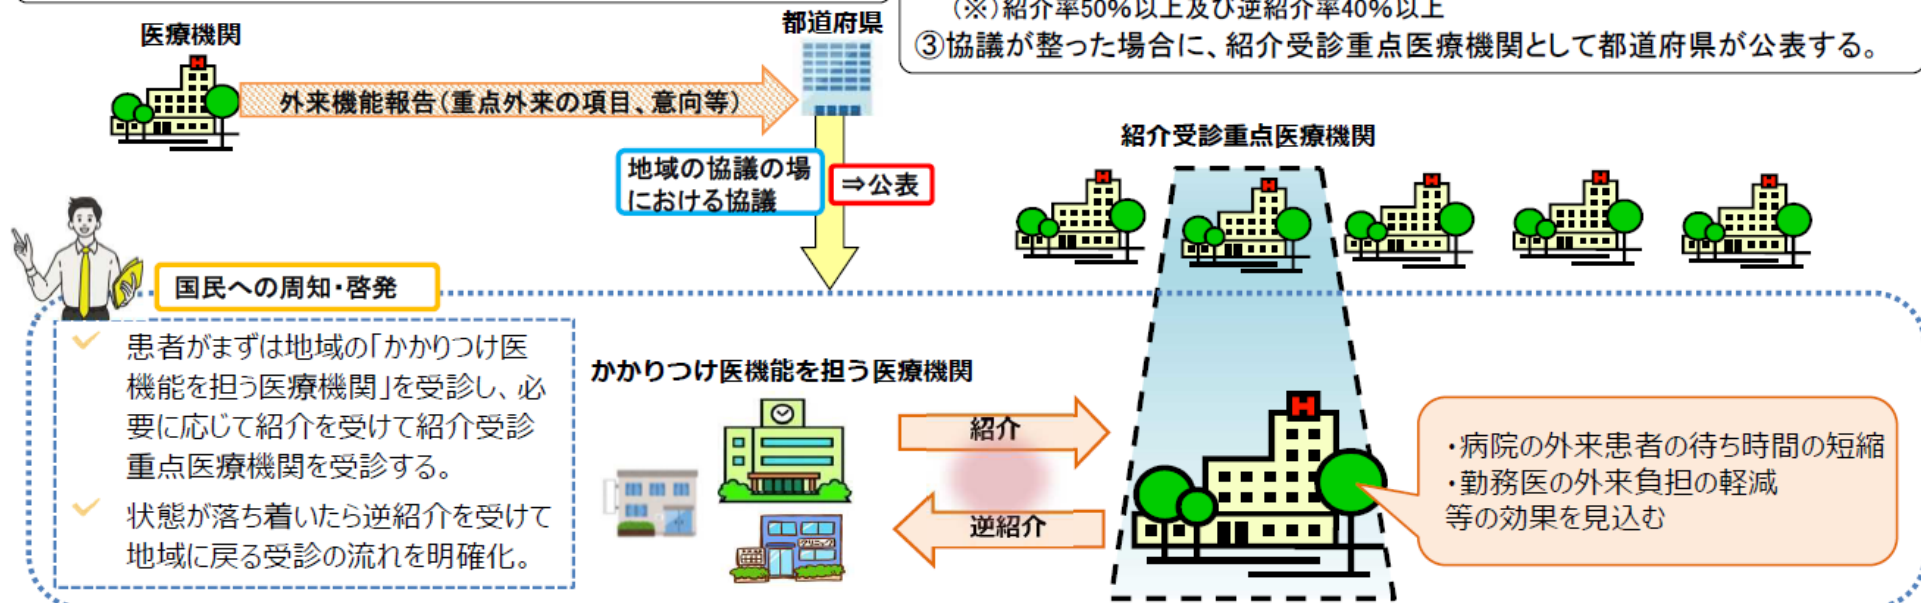 (※)紹介率50%以上及び逆紹介率40%以上
③協議が整った場合に、紹介受診重点医療機関として都道府県が公表する。
医療機関
都道府県
外来機能報告(重点外来の項目、意向等)
地域の協議の場
における協議
⇒公表
紹介受診重点医療機関
国民への周知・啓発
患者がまずは地域の「かかりつけ医
機能を担う医療機関」を受診し、必
要に応じて紹介を受けて紹介受診
重点医療機関を受診する。
状態が落ち着いたら逆紹介を受けて
地域に戻る受診の流れを明確化。
かかりつけ医機能を担う医療機関
クリニック
紹介
逆紹介
・病院の外来患者の待ち時間の短縮
・勤務医の外来負担の軽減
等の効果を見込む
H
H
H
H
H
H
H